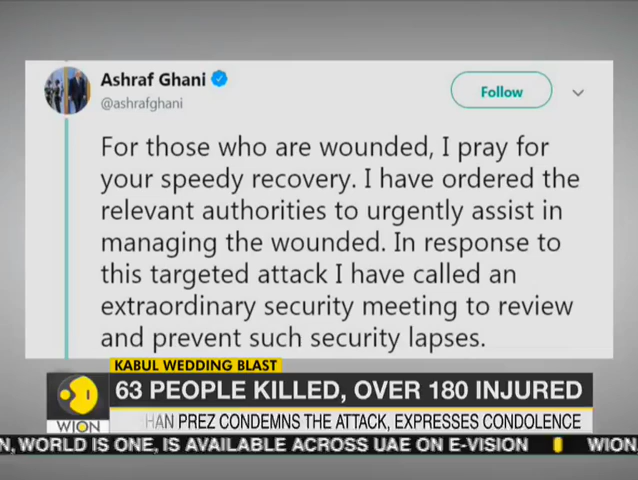 Ashraf Ghani
@ashrafghani
Follow
For those who are wounded, I pray for
your speedy recovery. I have ordered the
relevant authorities to urgently assist in
managing the wounded. In response to
this targeted attack I have called an
extraordinary security meeting to review
and prevent such security lapses.
KABUL WEDDING BLAST
63 PEOPLE KILLED, OVER 180 INJURED
WION
HAN PREZ CONDEMNS THE ATTACK, EXPRESSES CONDOLENCE
N, WORLD IS ONE, IS AVAILABLE ACROSS UAE ON E-VISION WION